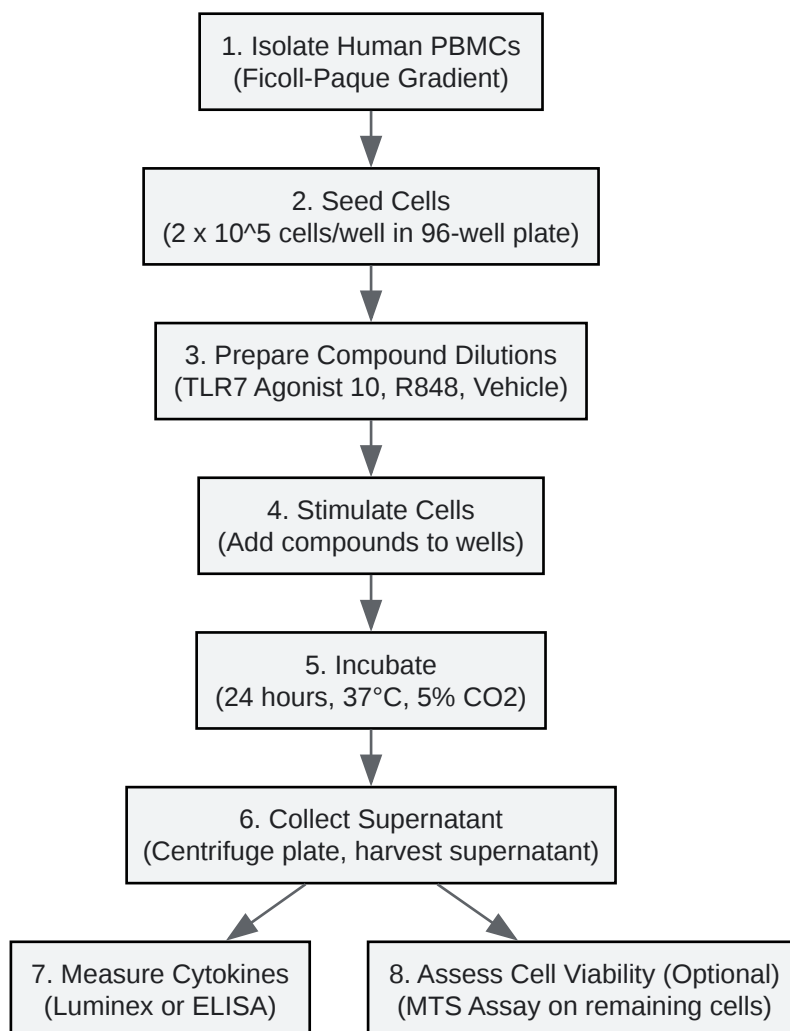 1. Isolate Human PBMCs
(Ficoll-Paque Gradient)
2. Seed Cells
(2 x 10^5 cells/well in 96-well plate)
3. Prepare Compound Dilutions
(TLR7 Agonist 10, R848, Vehicle)
4. Stimulate Cells
(Add compounds to wells)
5. Incubate
(24 hours, 37°C, 5% CO2)
6. Collect Supernatant
(Centrifuge plate, harvest supernatant)
7. Measure Cytokines
(Luminex or ELISA)
8. Assess Cell Viability (Optional)
(MTS Assay on remaining cells)